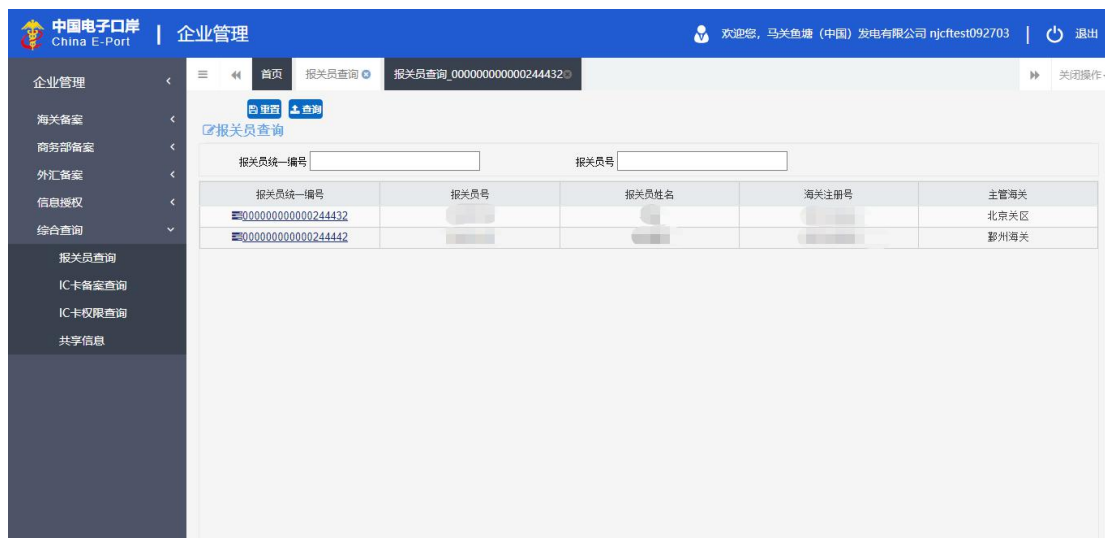 中国电子口岸
China E-Port
企业管理
欢迎您，马关鱼塘（中国）发电有限公司 njcftest092703
退出
企业管理
首页
报关员查询
报关员查询_000000000000244432
关闭操作
重置
查询
海关备案
报关员查询
商务部备案
报关员统一编号
报关员号
外汇备案
信息授权
报关员统一编号 报关员号 报关员姓名 海关注册号 主管海关
000000000000244432 北京关区
综合查询
000000000000244442 鄞州海关
报关员查询
IC卡备案查询
IC卡权限查询
共享信息